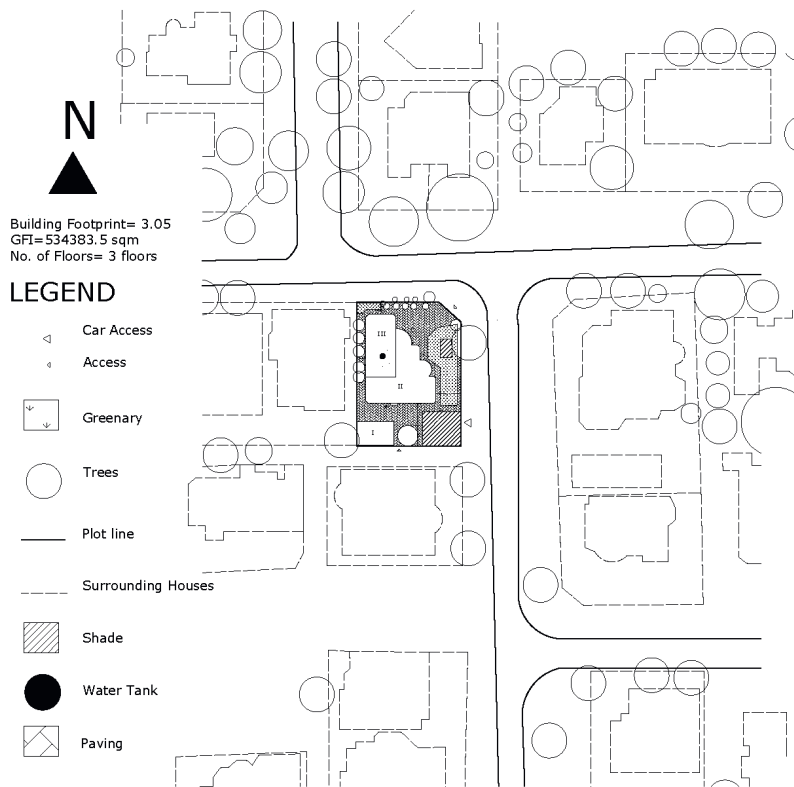 N
Building Footprint= 3.05
GFI=534383.5 sqm
No. of Floors= 3 floors
LEGEND
Car Access
Access
Greenary
Trees
Plot line
Surrounding Houses
Shade
Water Tank
Paving
III
II
I